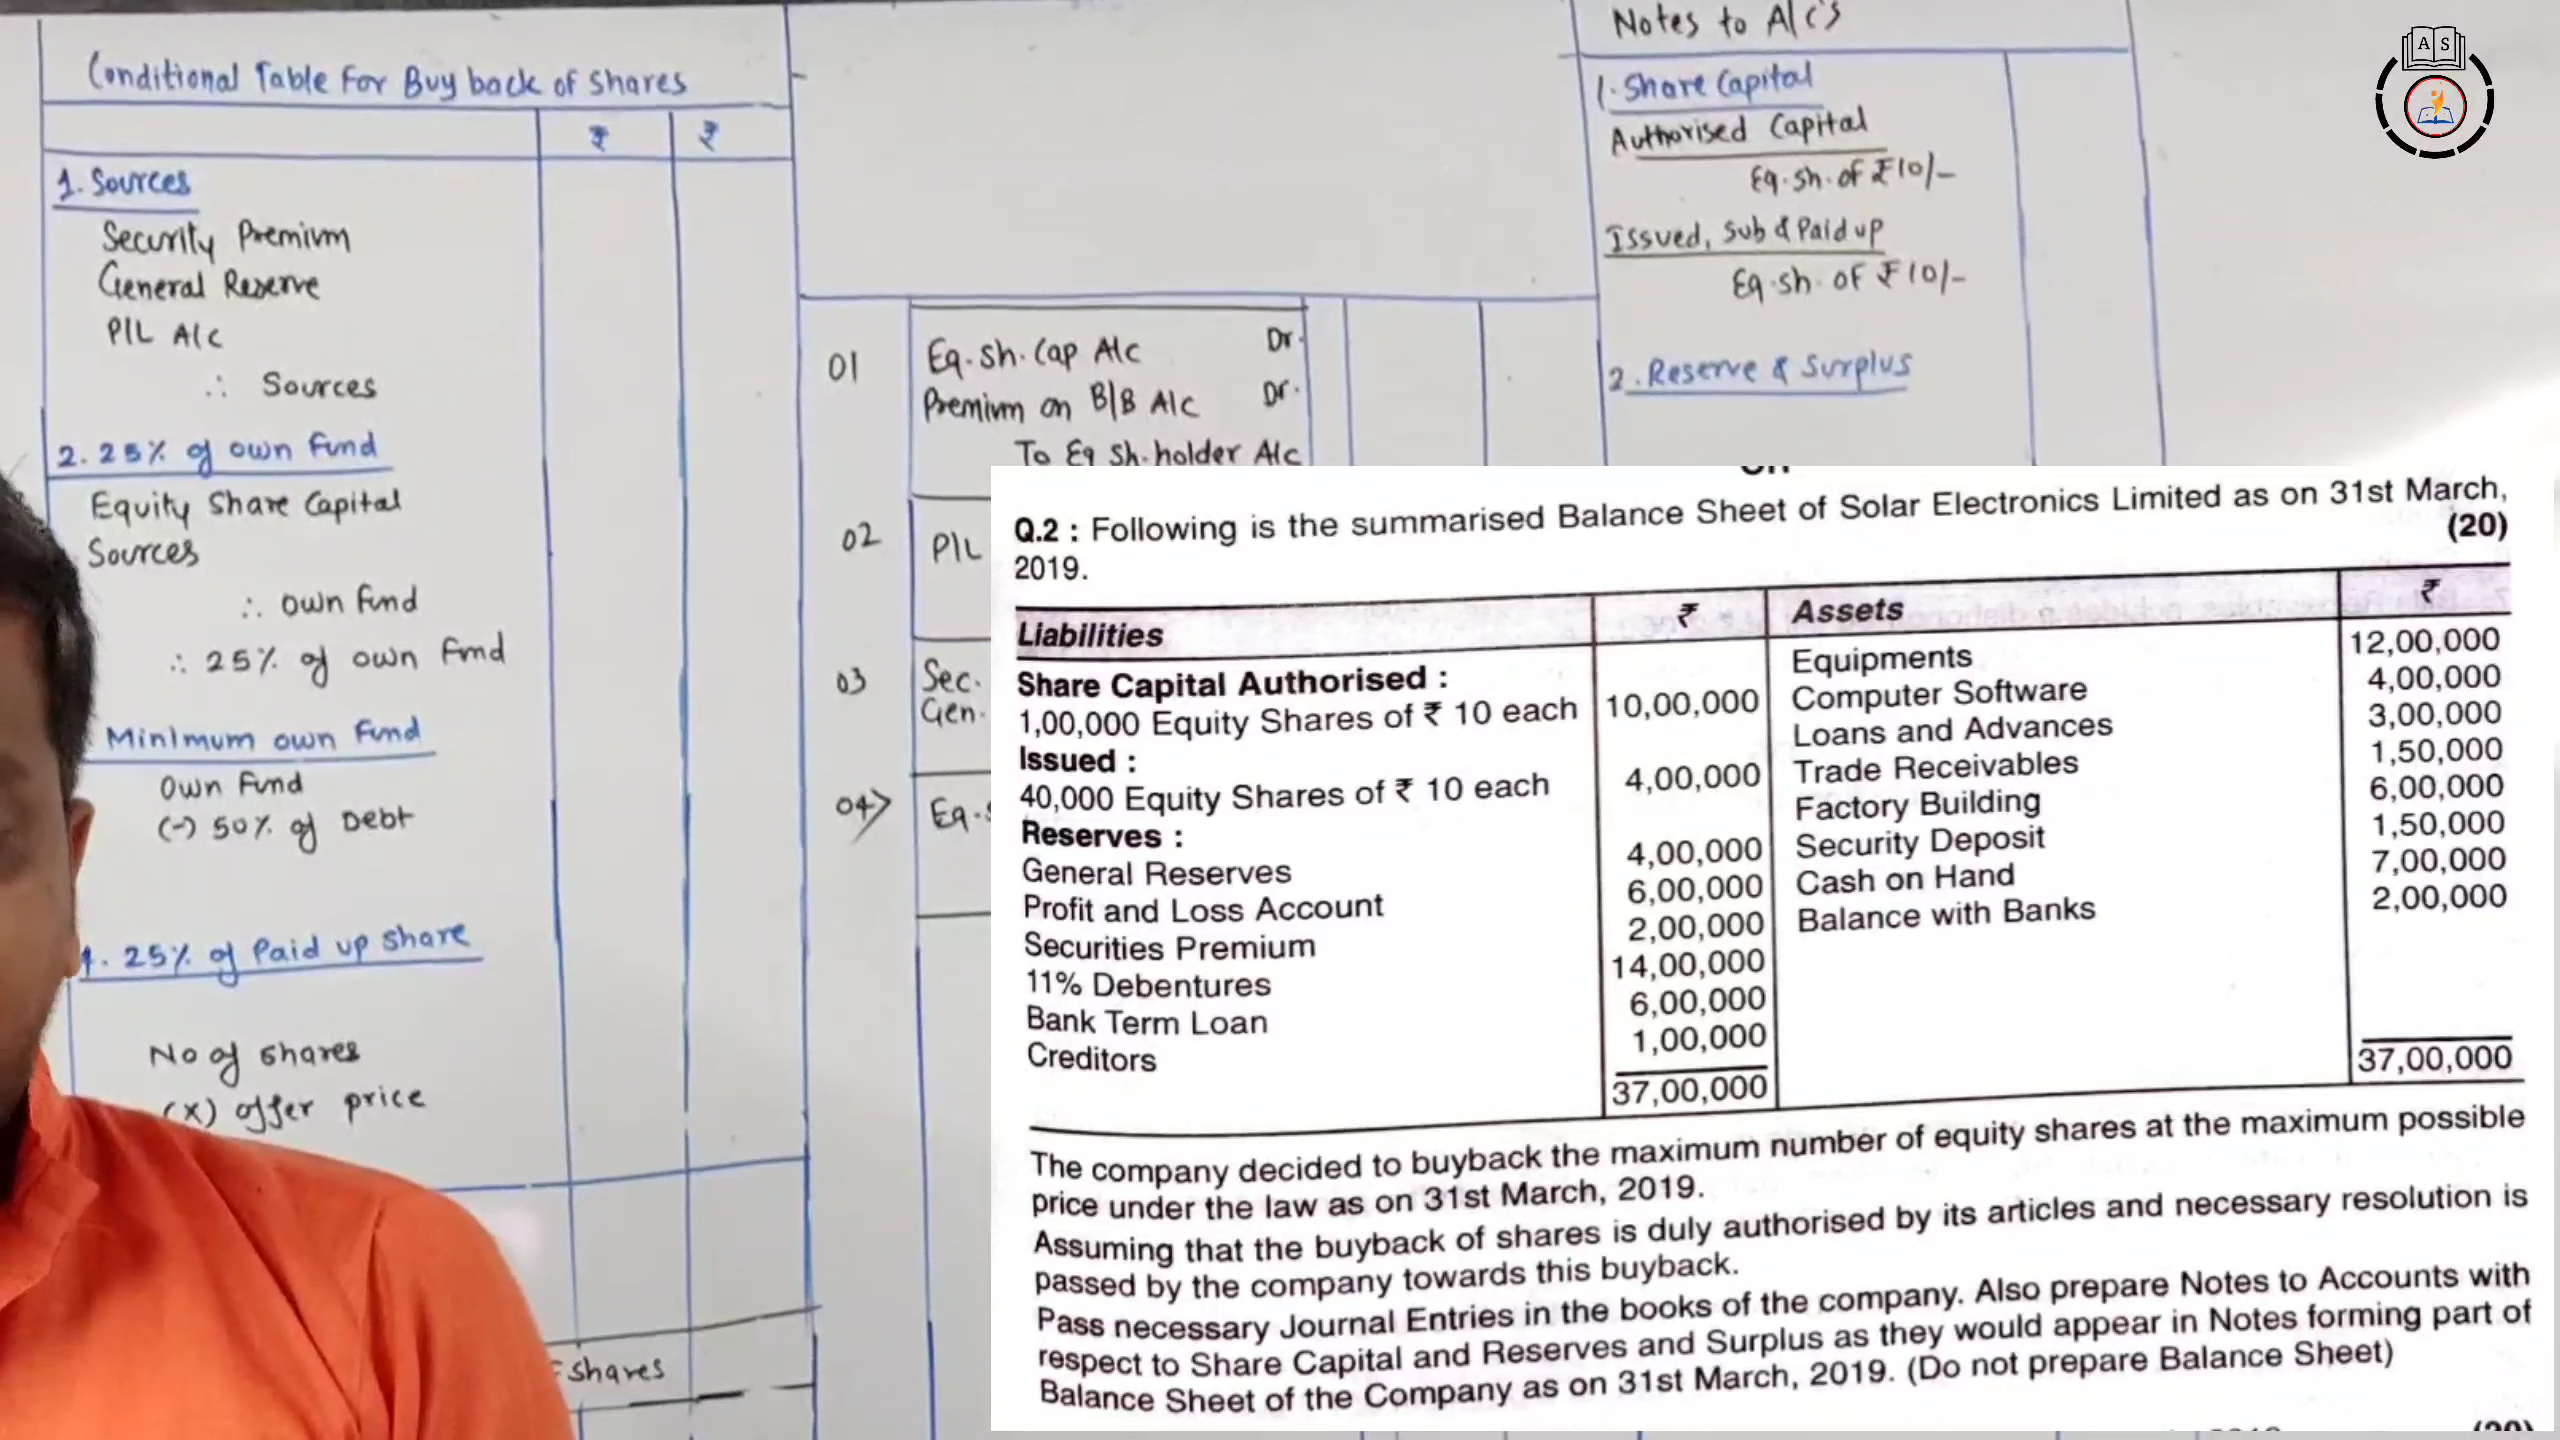 Conditional Table For Buy back of Shares
₹ ₹
1. Sources
Security Premium
General Reserve
P/L A/c
∴ Sources
2. 25% of own Fund
Equity Share Capital
Sources
∴ own fund
∴ 25% of own Fund
Minimum own Fund
Own Fund
(-) 50% of Debt
25% of Paid up share
No of shares
(x) offer price
shares
01 Eq. Sh. Cap A/c Dr.
Premium on B/B A/c Dr.
To Eq Sh. holder A/c
02 P/L
03 Sec.
Gen.
04> Eq.
Notes to A/c's
1. Share Capital
Authorised Capital
Eq. sh. of ₹10/-
Issued, Sub & Paid up
Eq. sh. of ₹10/-
2. Reserve & Surplus
A S
Q.2 : Following is the summarised Balance Sheet of Solar Electronics Limited as on 31st March,
2019. (20)
Liabilities ₹ Assets ₹
Share Capital Authorised : Equipments 12,00,000
1,00,000 Equity Shares of ₹ 10 each 10,00,000 Computer Software 4,00,000
Issued : Loans and Advances 3,00,000
40,000 Equity Shares of ₹ 10 each 4,00,000 Trade Receivables 1,50,000
Reserves : Factory Building 6,00,000
General Reserves 4,00,000 Security Deposit 1,50,000
Profit and Loss Account 6,00,000 Cash on Hand 7,00,000
Securities Premium 2,00,000 Balance with Banks 2,00,000
11% Debentures 14,00,000
Bank Term Loan 6,00,000
Creditors 1,00,000
37,00,000 37,00,000
The company decided to buyback the maximum number of equity shares at the maximum possible
price under the law as on 31st March, 2019.
Assuming that the buyback of shares is duly authorised by its articles and necessary resolution is
passed by the company towards this buyback.
Pass necessary Journal Entries in the books of the company. Also prepare Notes to Accounts with
respect to Share Capital and Reserves and Surplus as they would appear in Notes forming part of
Balance Sheet of the Company as on 31st March, 2019. (Do not prepare Balance Sheet)